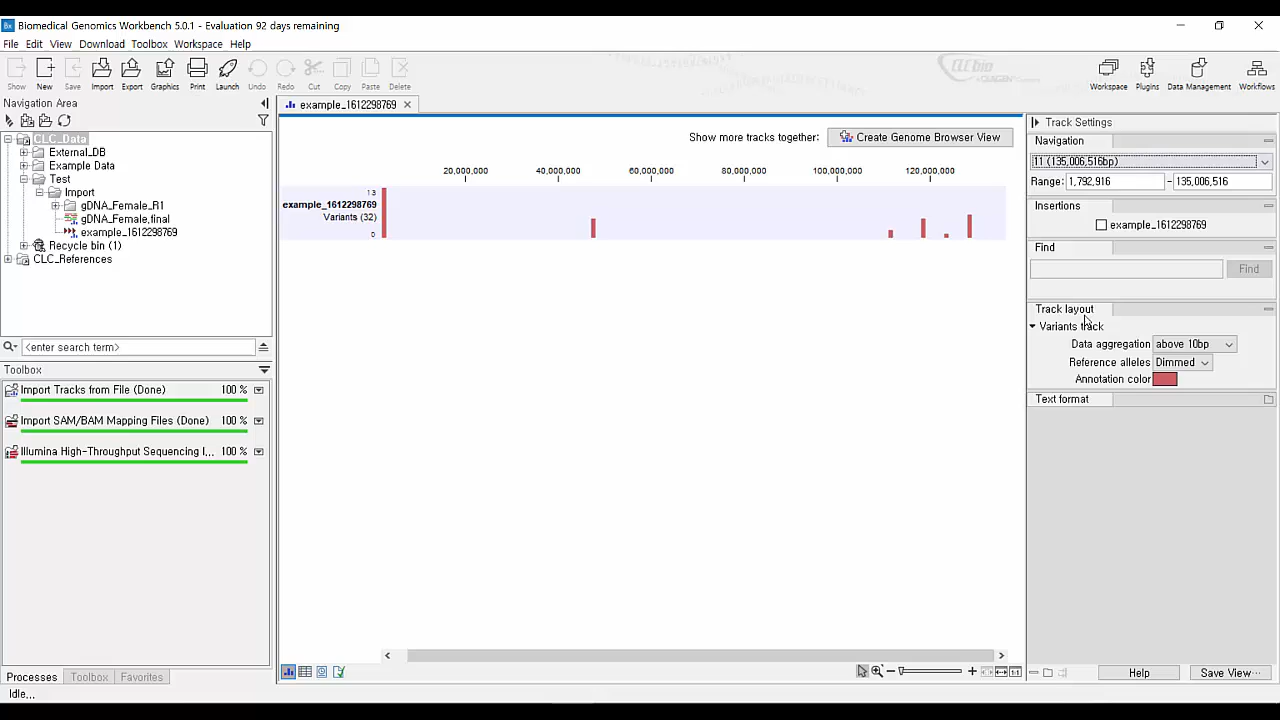 Biomedical Genomics Workbench 5.0.1 - Evaluation 92 days remaining
File Edit View Download Toolbox Workspace Help
Show New Save Import Export Graphics Print Launch Undo Redo Cut Copy Paste Delete
CLC bio
Workspace Plugins Data Management Workflows
Navigation Area
CLC_Data
External_DB
Example Data
Test
Import
gDNA_Female_R1
gDNA_Female,final
example_1612298769
Recycle bin (1)
CLC_References
<enter search term>
Toolbox
Import Tracks from File (Done) 100 %
Import SAM/BAM Mapping Files (Done) 100 %
Illumina High-Throughput Sequencing I... 100 %
Processes Toolbox Favorites
Idle...
example_1612298769
Show more tracks together: Create Genome Browser View
20,000,000 40,000,000 60,000,000 80,000,000 100,000,000 120,000,000
13
example_1612298769
Variants (32)
0
1:1
Track Settings
Navigation
11 (135,006,516bp)
Range: 1,792,916 - 135,006,516
Insertions
example_1612298769
Find
Find
Track layout
Variants track
Data aggregation above 10bp
Reference alleles Dimmed
Annotation color
Text format
Help Save View...